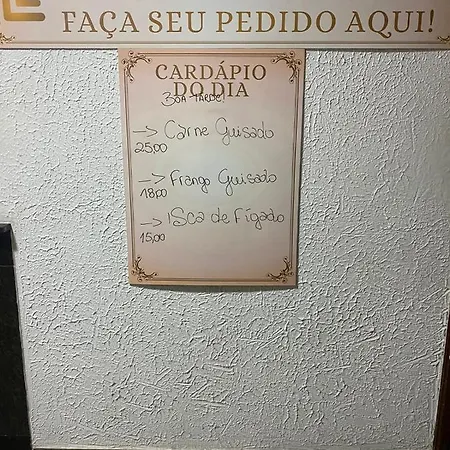 FAÇA SEU PEDIDO AQUI!
CARDÁPIO
DO DIA
BOA TARDE!
→ Carne Guisado
25,00
→ Frango Guisado
18,00
→ ISca de Fígado
15,00